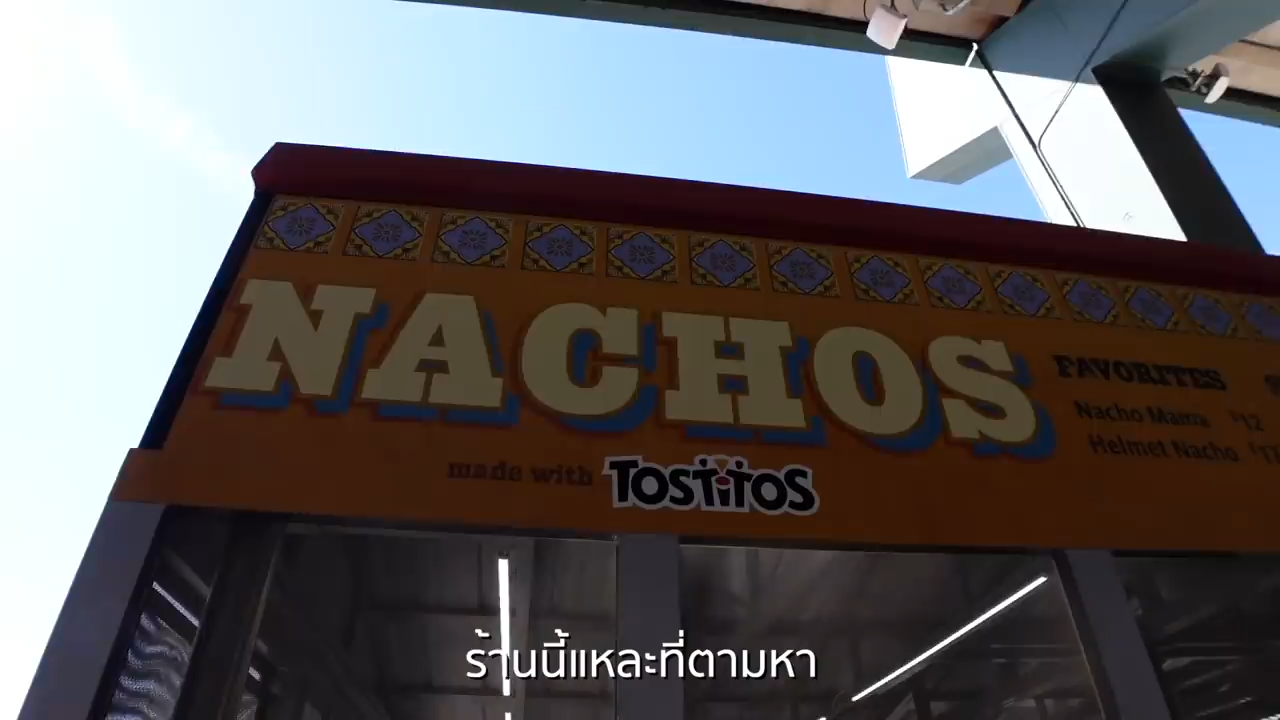 NACHOS
made with TOSTITOS
FAVORITES
Nacho Mama $12
Helmet Nacho
ร้านนี้แหละที่ตามหา